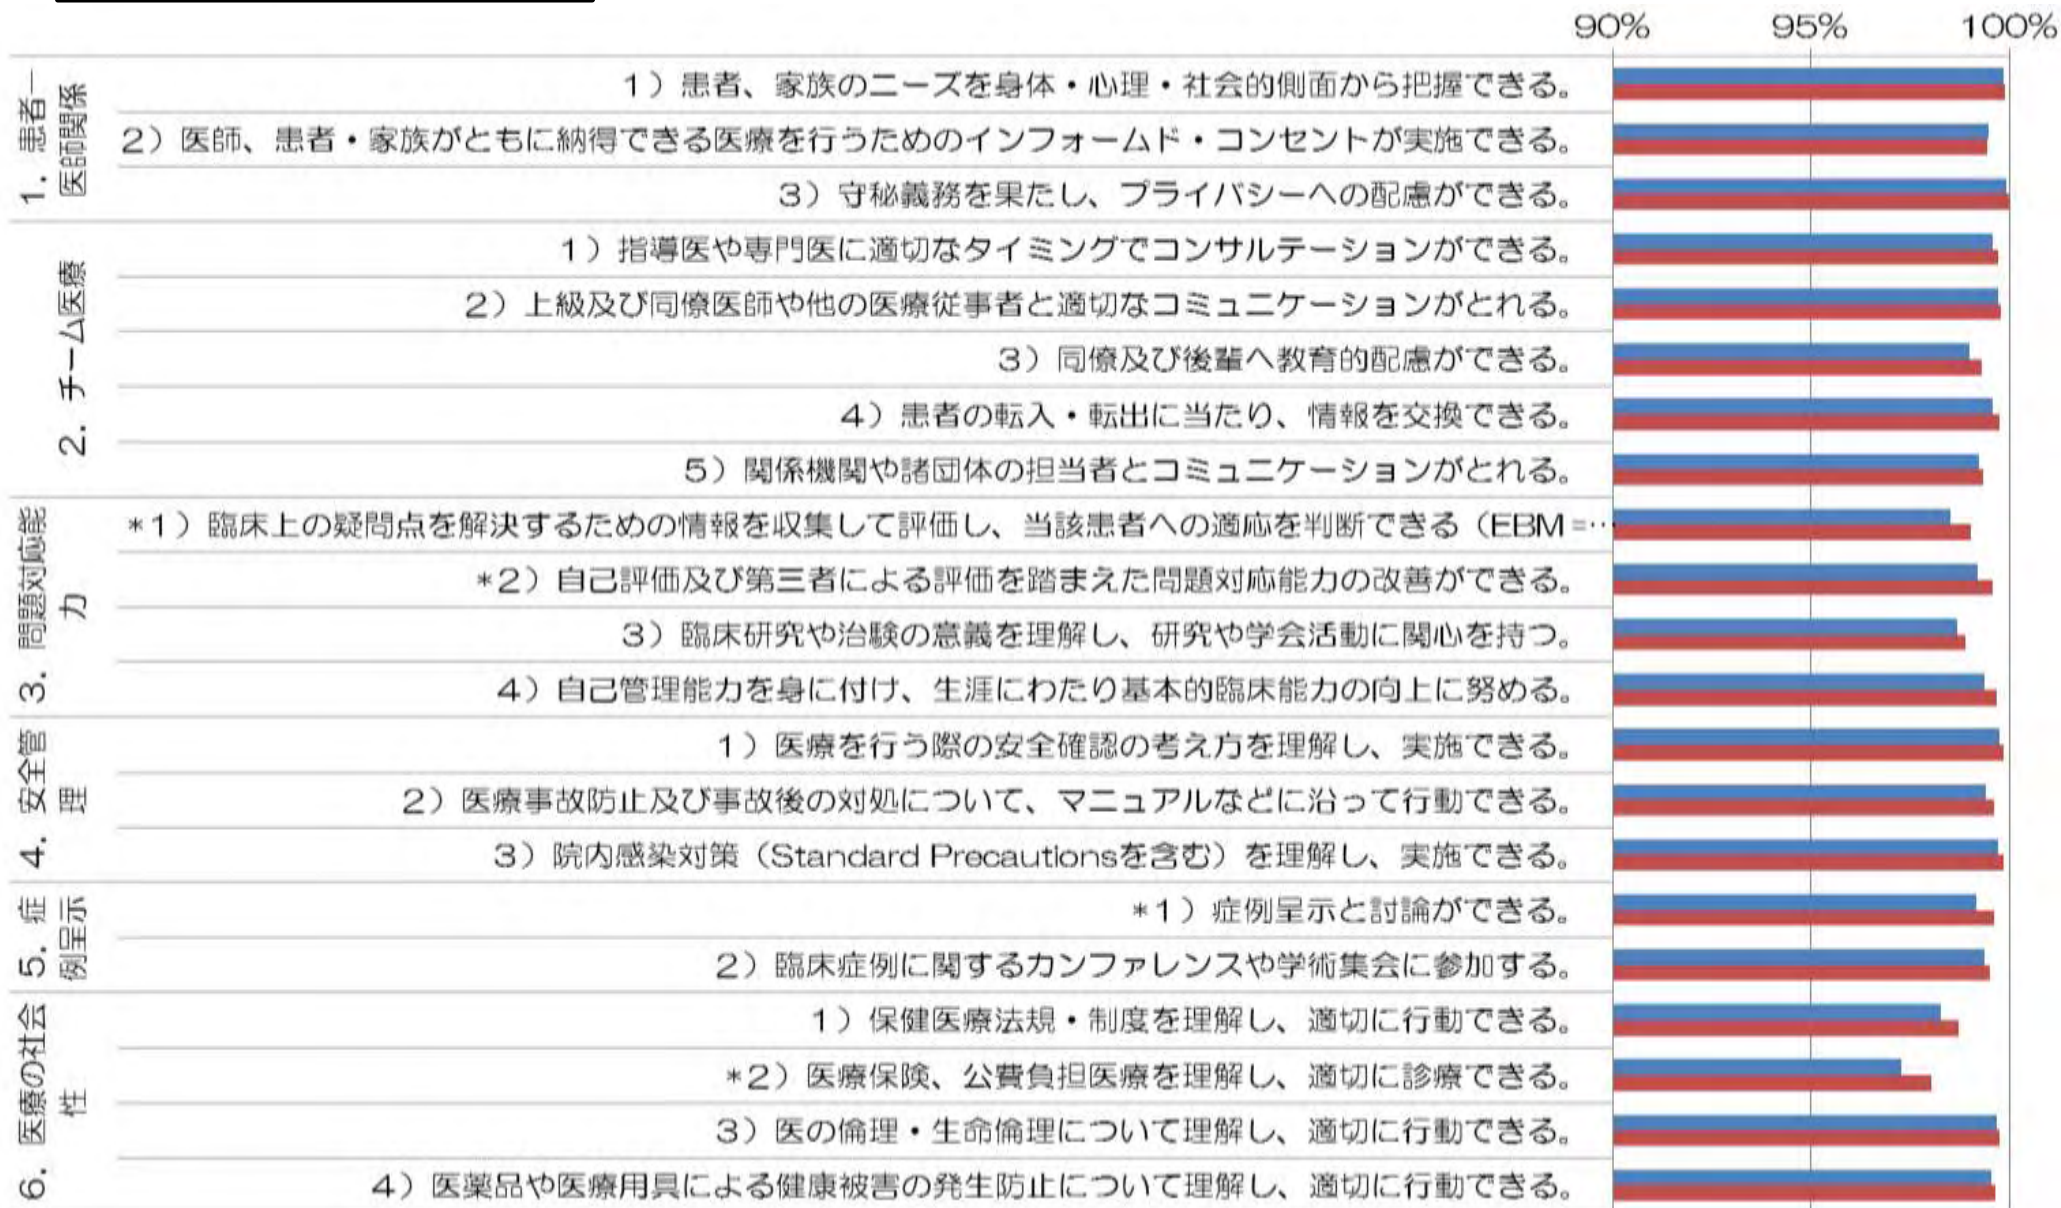 90% 95% 100%
1. 患者―
医師関係
1）患者、家族のニーズを身体・心理・社会的側面から把握できる。
2）医師、患者・家族がともに納得できる医療を行うためのインフォームド・コンセントが実施できる。
3）守秘義務を果たし、プライバシーへの配慮ができる。
2. チーム医療
1）指導医や専門医に適切なタイミングでコンサルテーションができる。
2）上級及び同僚医師や他の医療従事者と適切なコミュニケーションがとれる。
3）同僚及び後輩へ教育的配慮ができる。
4）患者の転入・転出に当たり、情報を交換できる。
5）関係機関や諸団体の担当者とコミュニケーションがとれる。
3. 問題対応能
力
*1）臨床上の疑問点を解決するための情報を収集して評価し、当該患者への適応を判断できる（EBM =…
*2）自己評価及び第三者による評価を踏まえた問題対応能力の改善ができる。
3）臨床研究や治験の意義を理解し、研究や学会活動に関心を持つ。
4）自己管理能力を身に付け、生涯にわたり基本的臨床能力の向上に努める。
4. 安全管
理
1）医療を行う際の安全確認の考え方を理解し、実施できる。
2）医療事故防止及び事故後の対処について、マニュアルなどに沿って行動できる。
3）院内感染対策（Standard Precautionsを含む）を理解し、実施できる。
5. 症
例呈示
*1）症例呈示と討論ができる。
2）臨床症例に関するカンファレンスや学術集会に参加する。
6. 医療の社会
性
1）保健医療法規・制度を理解し、適切に行動できる。
*2）医療保険、公費負担医療を理解し、適切に診療できる。
3）医の倫理・生命倫理について理解し、適切に行動できる。
4）医薬品や医療用具による健康被害の発生防止について理解し、適切に行動できる。